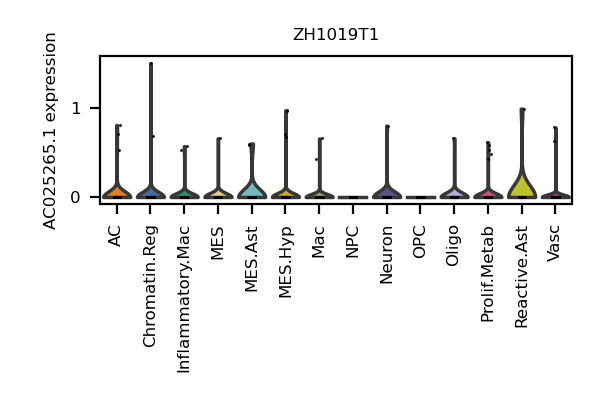 ZH1019T1
AC025265.1 expression
1
0
AC
Chromatin.Reg
Inflammatory.Mac
MES
MES.Ast
MES.Hyp
Mac
NPC
Neuron
OPC
Oligo
Prolif.Metab
Reactive.Ast
Vasc